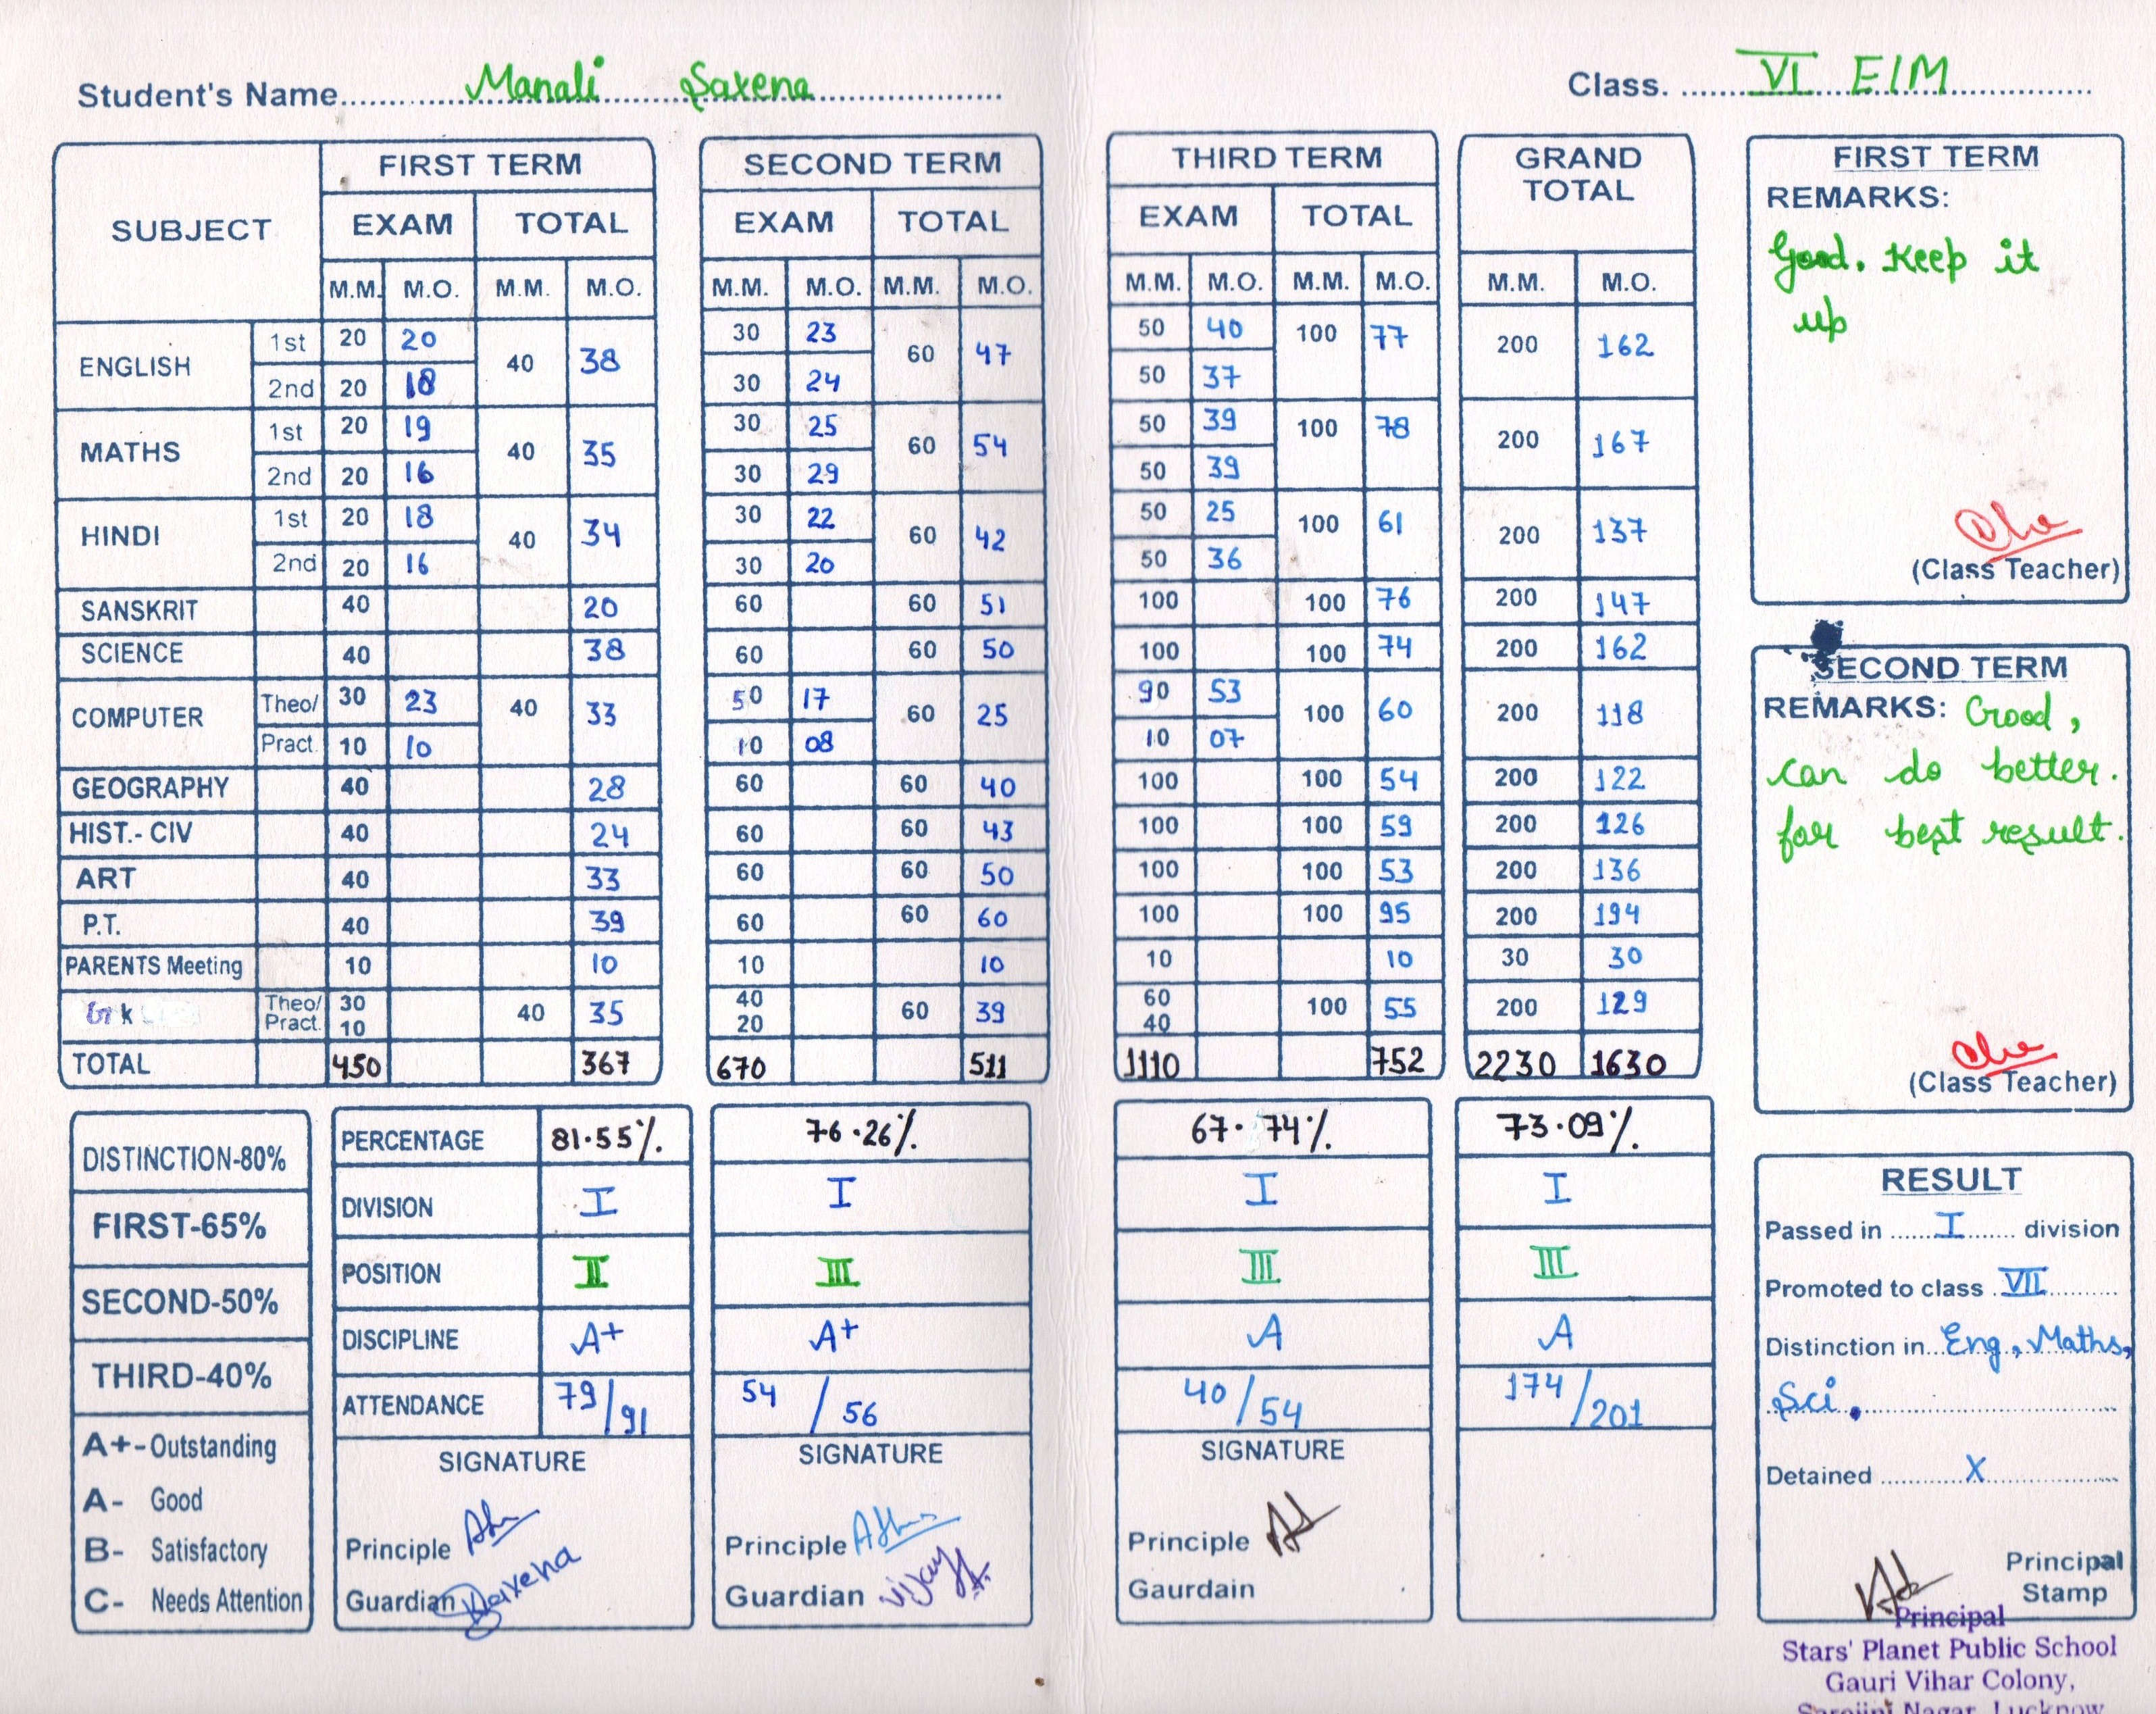 Student's Name Manali Saxena Class. VI E/M
SUBJECT FIRST TERM SECOND TERM THIRD TERM GRAND TOTAL
EXAM TOTAL EXAM TOTAL EXAM TOTAL
M.M. M.O. M.M. M.O. M.M. M.O. M.M. M.O. M.M. M.O. M.M. M.O. M.M. M.O.
ENGLISH 1st 20 20 40 38 30 23 60 47 50 40 100 77 200 162
2nd 20 18 30 24 50 37
MATHS 1st 20 19 40 35 30 25 60 54 50 39 100 78 200 167
2nd 20 16 30 29 50 39
HINDI 1st 20 18 40 34 30 22 60 42 50 25 100 61 200 137
2nd 20 16 30 20 50 36
SANSKRIT 40 20 60 60 51 100 100 76 200 147
SCIENCE 40 38 60 60 50 100 100 74 200 162
COMPUTER Theo/ 30 23 40 33 50 17 60 25 90 53 100 60 200 118
Pract. 10 10 10 08 10 07
GEOGRAPHY 40 28 60 60 40 100 100 54 200 122
HIST.- CIV 40 24 60 60 43 100 100 59 200 126
ART 40 33 60 60 50 100 100 53 200 136
P.T. 40 39 60 60 60 100 100 95 200 194
PARENTS Meeting 10 10 10 10 10 10 30 30
Gk Theo/ 30 40 35 40 60 39 60 100 55 200 129
Pract. 10 20 40
TOTAL 450 367 670 511 1110 752 2230 1630
FIRST TERM
REMARKS:
Good. Keep it
up
(Class Teacher)
SECOND TERM
REMARKS: Good,
can do better.
for best result.
(Class Teacher)
DISTINCTION-80%
FIRST-65%
SECOND-50%
THIRD-40%
A+-Outstanding
A- Good
B- Satisfactory
C- Needs Attention
PERCENTAGE 81.55% 76.26% 67.74% 73.09%
DIVISION I I I I
POSITION II III III III
DISCIPLINE A+ A+ A A
ATTENDANCE 79/91 54/56 40/54 174/201
SIGNATURE SIGNATURE SIGNATURE
Principle Principle Principle
Guardian Saxena Guardian Gaurdain
RESULT
Passed in I division
Promoted to class VII
Distinction in Eng, Maths,
Sci.
Detained X
Principal
Stamp
Principal
Stars' Planet Public School
Gauri Vihar Colony,
Sarojini Nagar, Lucknow